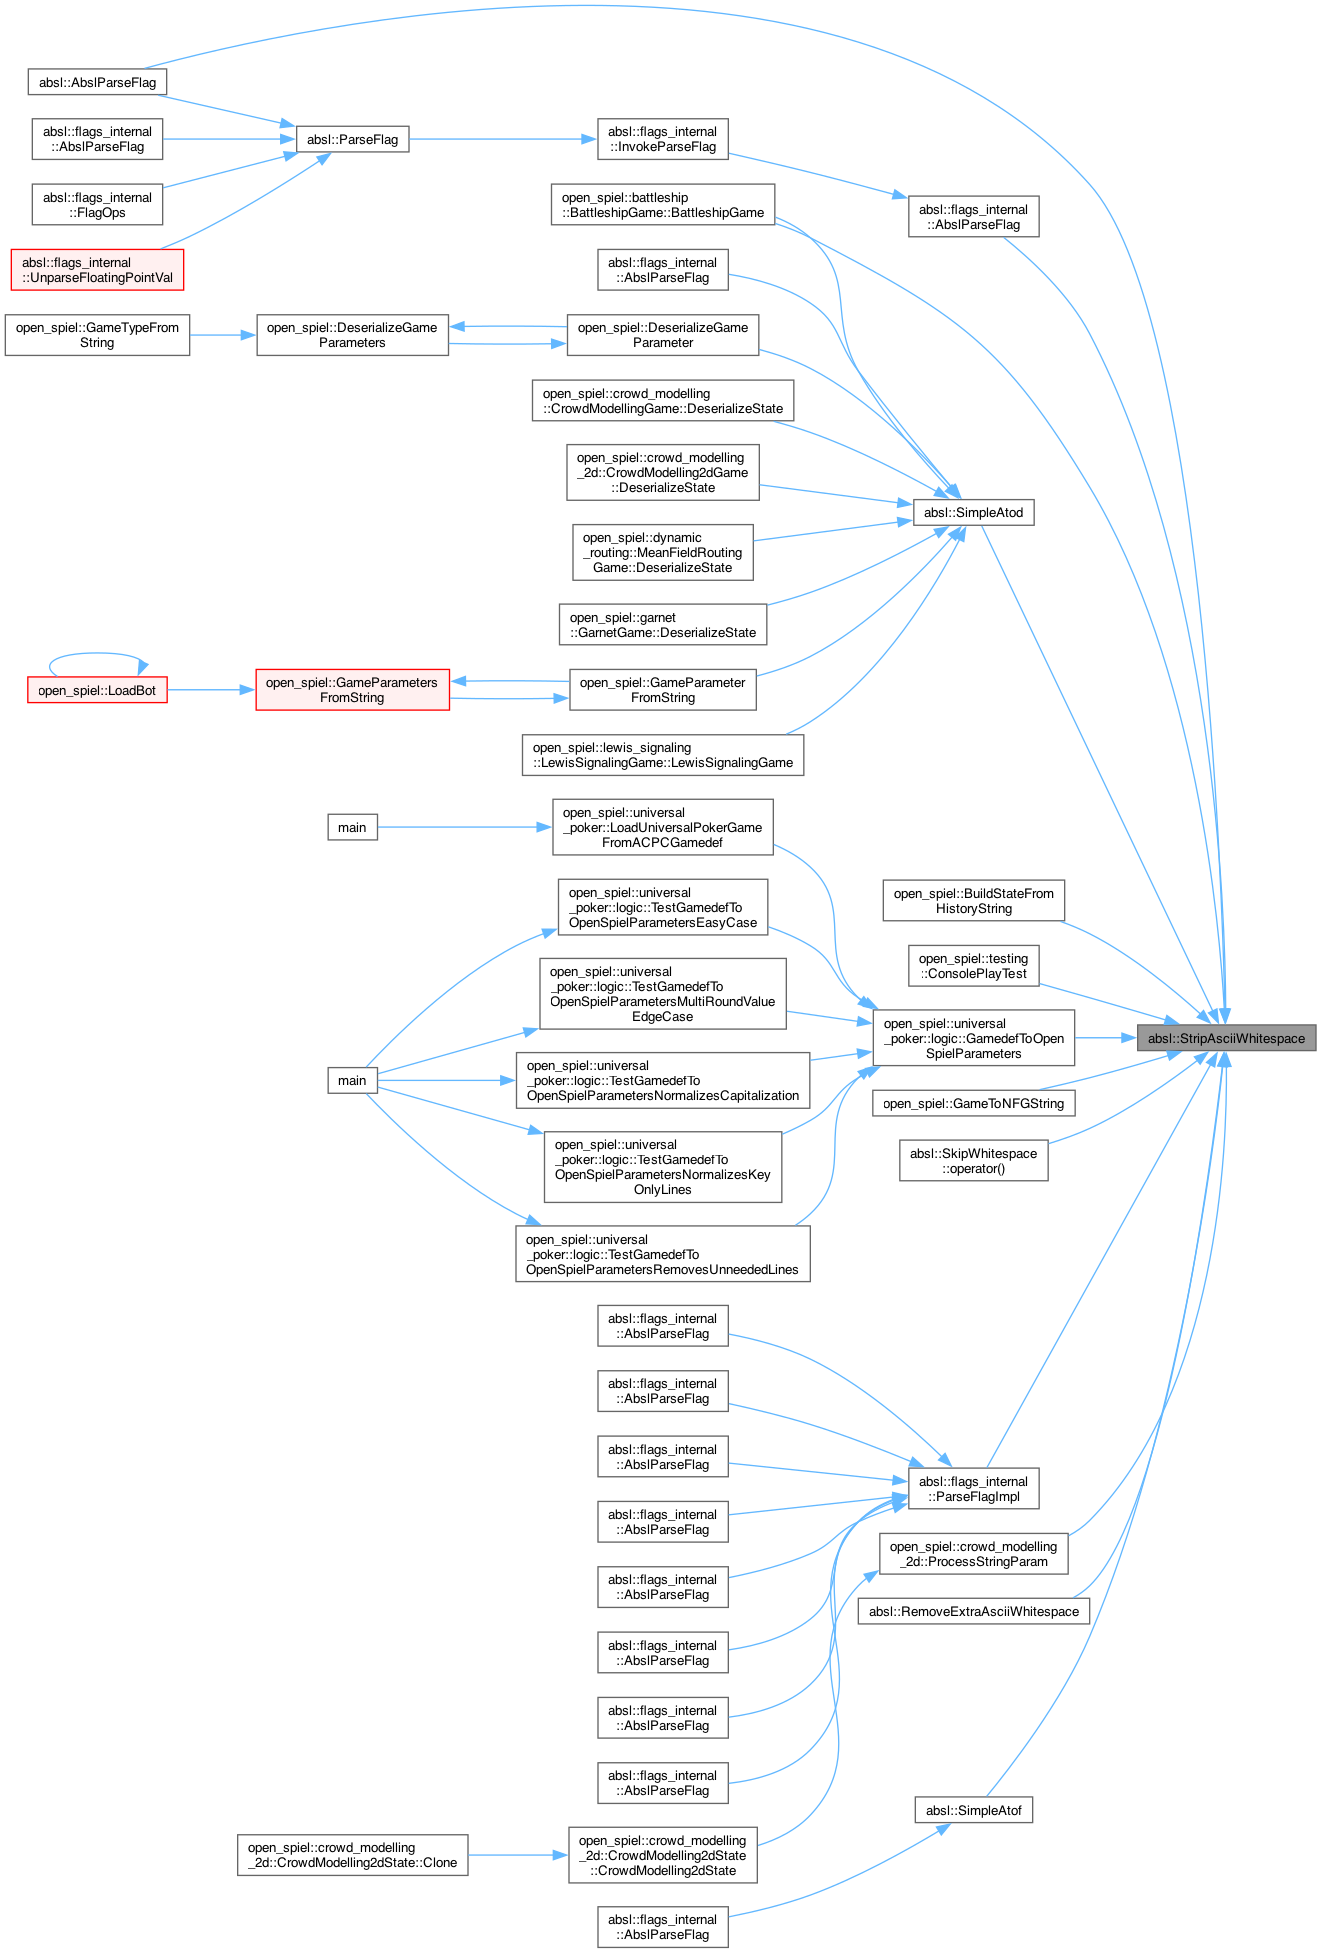 absl::AbslParseFlag
absl::flags_internal
::AbslParseFlag
absl::flags_internal
::FlagOps
absl::flags_internal
::UnparseFloatingPointVal
absl::ParseFlag
absl::flags_internal
::InvokeParseFlag
absl::flags_internal
::AbslParseFlag
open_spiel::battleship
::BattleshipGame::BattleshipGame
absl::flags_internal
::AbslParseFlag
open_spiel::GameTypeFrom
String
open_spiel::DeserializeGame
Parameters
open_spiel::DeserializeGame
Parameter
open_spiel::crowd_modelling
::CrowdModellingGame::DeserializeState
open_spiel::crowd_modelling
_2d::CrowdModelling2dGame
::DeserializeState
absl::SimpleAtod
open_spiel::dynamic
_routing::MeanFieldRouting
Game::DeserializeState
open_spiel::garnet
::GarnetGame::DeserializeState
open_spiel::LoadBot
open_spiel::GameParameters
FromString
open_spiel::GameParameter
FromString
open_spiel::lewis_signaling
::LewisSignalingGame::LewisSignalingGame
main
open_spiel::universal
_poker::LoadUniversalPokerGame
FromACPCGamedef
open_spiel::universal
_poker::logic::TestGamedefTo
OpenSpielParametersEasyCase
open_spiel::BuildStateFrom
HistoryString
open_spiel::testing
::ConsolePlayTest
open_spiel::universal
_poker::logic::TestGamedefTo
OpenSpielParametersMultiRoundValue
EdgeCase
open_spiel::universal
_poker::logic::GamedefToOpen
SpielParameters
absl::StripAsciiWhitespace
main
open_spiel::universal
_poker::logic::TestGamedefTo
OpenSpielParametersNormalizesCapitalization
open_spiel::GameToNFGString
open_spiel::universal
_poker::logic::TestGamedefTo
OpenSpielParametersNormalizesKey
OnlyLines
absl::SkipWhitespace
::operator()
open_spiel::universal
_poker::logic::TestGamedefTo
OpenSpielParametersRemovesUnneededLines
absl::flags_internal
::AbslParseFlag
absl::flags_internal
::AbslParseFlag
absl::flags_internal
::AbslParseFlag
absl::flags_internal
::ParseFlagImpl
absl::flags_internal
::AbslParseFlag
open_spiel::crowd_modelling
_2d::ProcessStringParam
absl::flags_internal
::AbslParseFlag
absl::RemoveExtraAsciiWhitespace
absl::flags_internal
::AbslParseFlag
absl::flags_internal
::AbslParseFlag
absl::flags_internal
::AbslParseFlag
absl::SimpleAtof
open_spiel::crowd_modelling
_2d::CrowdModelling2dState::Clone
open_spiel::crowd_modelling
_2d::CrowdModelling2dState
::CrowdModelling2dState
absl::flags_internal
::AbslParseFlag